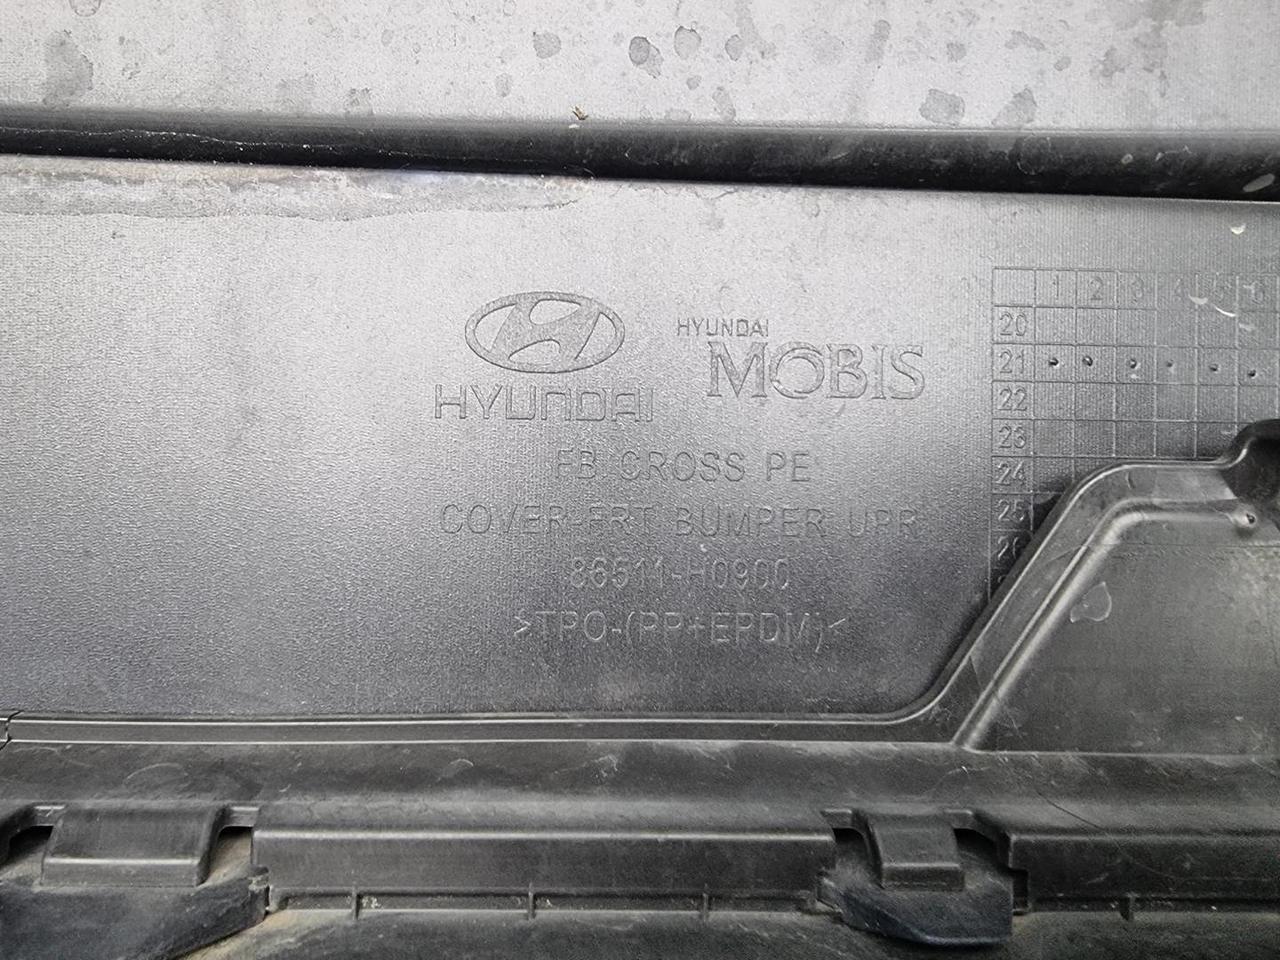 HYUNDAI
HYUNDAI
MOBIS
FB CROSS PE
COVER-FRT BUMPER UPR
86511-H0900
>TPO-(PP+EPDM)<
1 2 3 4 5 6
20
21
22
23
24
25
26